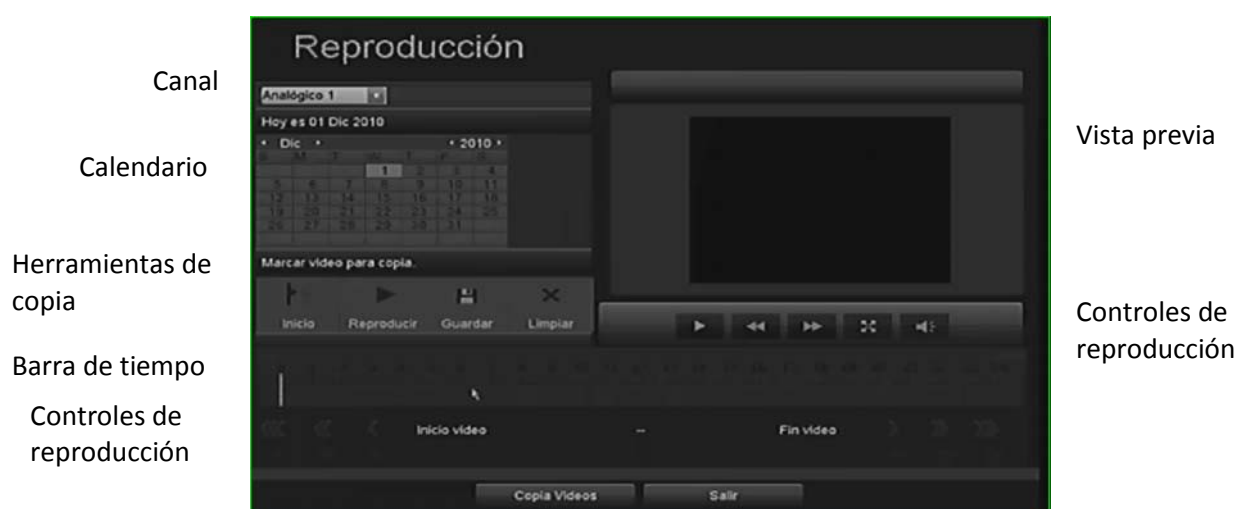 Reproducción
Canal
Analógico 1
Hoy es 01 Dic 2010
Dic 2010
Calendario
S M T W T F S
1 2 3 4
5 6 7 8 9 10 11
12 13 14 15 16 17 18
19 20 21 22 23 24 25
26 27 28 29 30 31
Vista previa
Marcar video para copia.
Herramientas de
copia
Inicio Reproducir Guardar Limpiar
Controles de
reproducción
Barra de tiempo
Controles de
reproducción
Inicio video -- Fin video
Copia Videos Salir